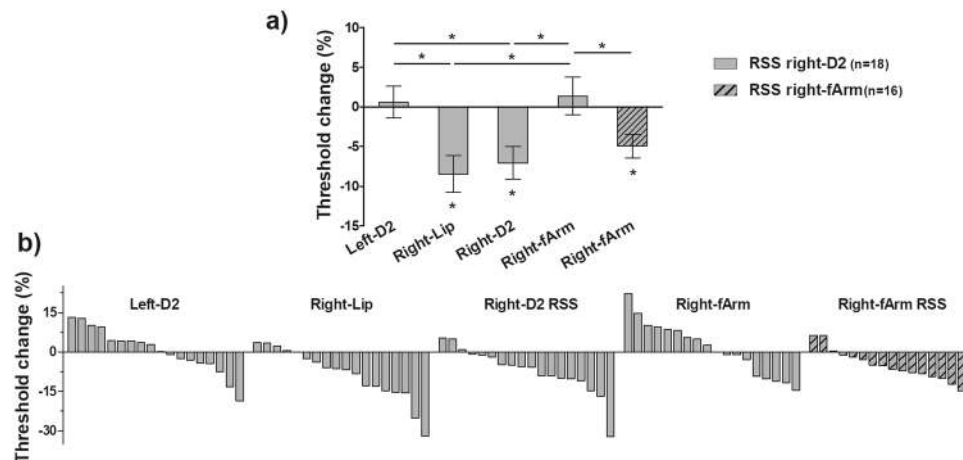 a)
Threshold change (%)
10
5
0
-5
-10
-15
* * *
* * *
* * *
Left-D2
Right-Lip
Right-D2
Right-fArm
Right-fArm
RSS right-D2 (n=18)
RSS right-fArm(n=16)
b)
Threshold change (%)
15
0
-15
-30
Left-D2 Right-Lip Right-D2 RSS Right-fArm Right-fArm RSS